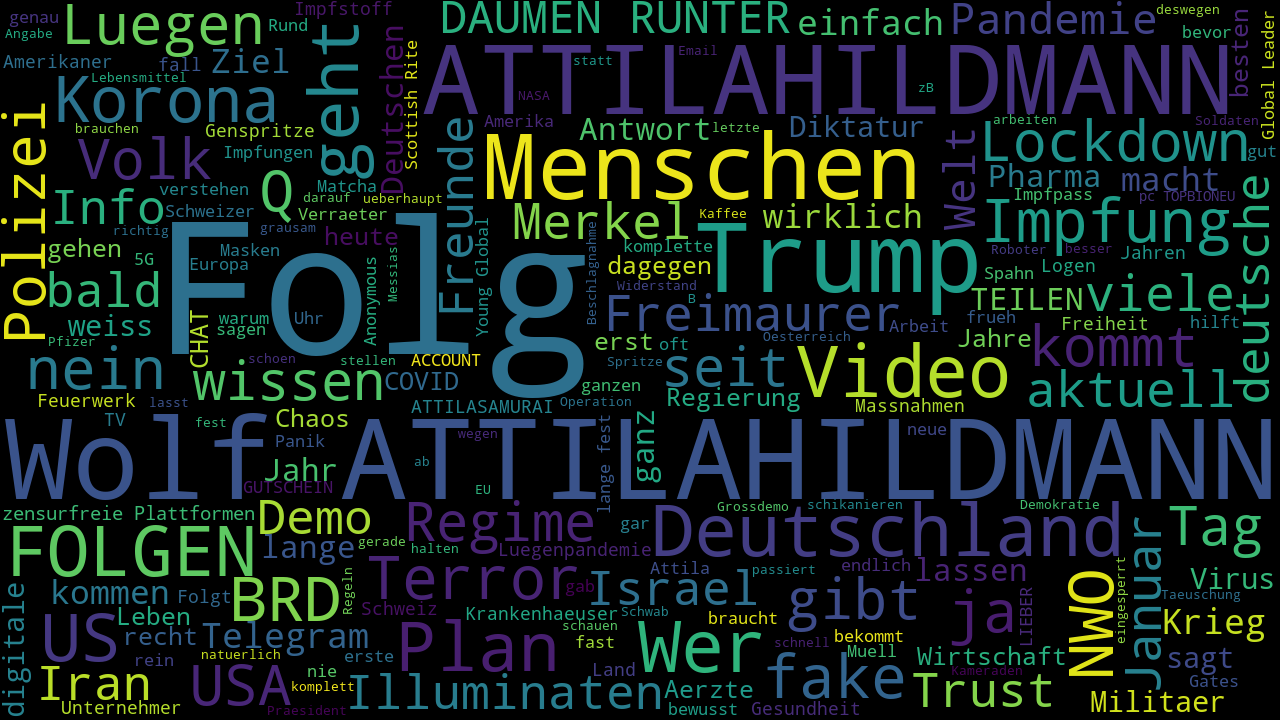 genau
Luegen
Impfstoff
Rund
DAUMEN RUNTER
einfach
Pandemie
deswegen
bevor
besten
Global Leader
Angabe
Amerikaner
fall
Ziel
geht
Deutschen
Scottish Rite
ATTILAHILDMANN
statt
Email
zB
NASA
Lebensmittel
Korona
brauchen
Genspritze
Polizei
Volk
Impfungen
Amerika
Antwort
letzte
Diktatur
Welt
arbeiten
Soldaten
Lockdown
gut
Menschen
Pharma
macht
Impfpass
pc TOPBIONEU
Info
verstehen
Schweizer
Q
Matcha
darauf
ueberhaupt
Verraeter
richtig
grausam
heute
Freunde
Merkel
Kaffee
wirklich
Impfung
deutsche
gehen
5G
Masken
Europa
Folg
Messias
Anonymous
Young Global
Beschlagnahme
komplette
dagegen
Trump
Roboter
besser
Jahren
Spahn
Logen
bald
weiss
Pfizer
warum
sagen
Uhr
CHAT
Widerstand
B
Freimaurer
Arbeit
TEILEN
viele
frueh
Freiheit
hilft
nein
schoen
stellen
ACCOUNT
erst
oft
Oesterreich
Jahre
kommt
wissen
COVID
Spritze
seit
Video
Feuerwerk
lasst
ganzen
Regierung
Massnahmen
aktuell
ATTILASAMURAI
Operation
TV
fest
Chaos
Panik
Wolf ATTILAHILDMANN
wegen
neue
ganz
lange fest
ab
Jahr
GUTSCHEIN
EU
zensurfreie Plattformen
Demo
Regime
Grossdemo
schikanieren
Demokratie
gar
Deutschland
Januar
Tag
FOLGEN
lange
gerade
halten
Luegenpandemie
Attila
passiert
endlich
lassen
eingesperrt
digitale
kommen
Folgt
BRD
Regeln
Terror
gab
Israel
gibt
NWO
Virus
Taeuschung
Leben
Schweiz
Krankenhaeuser
Schwab
braucht
ja
LIEBER
Krieg
US
recht
Telegram
Plan
schauen
fast
Wer
schnell
bekommt
Muell
rein
natuerlich
nie
erste
Land
fake
Wirtschaft
sagt
Kameraden
Gates
Iran
USA
komplett
Illuminaten
Aerzte
Trust
Militaer
Unternehmer
Praesident
bewusst
Gesundheit